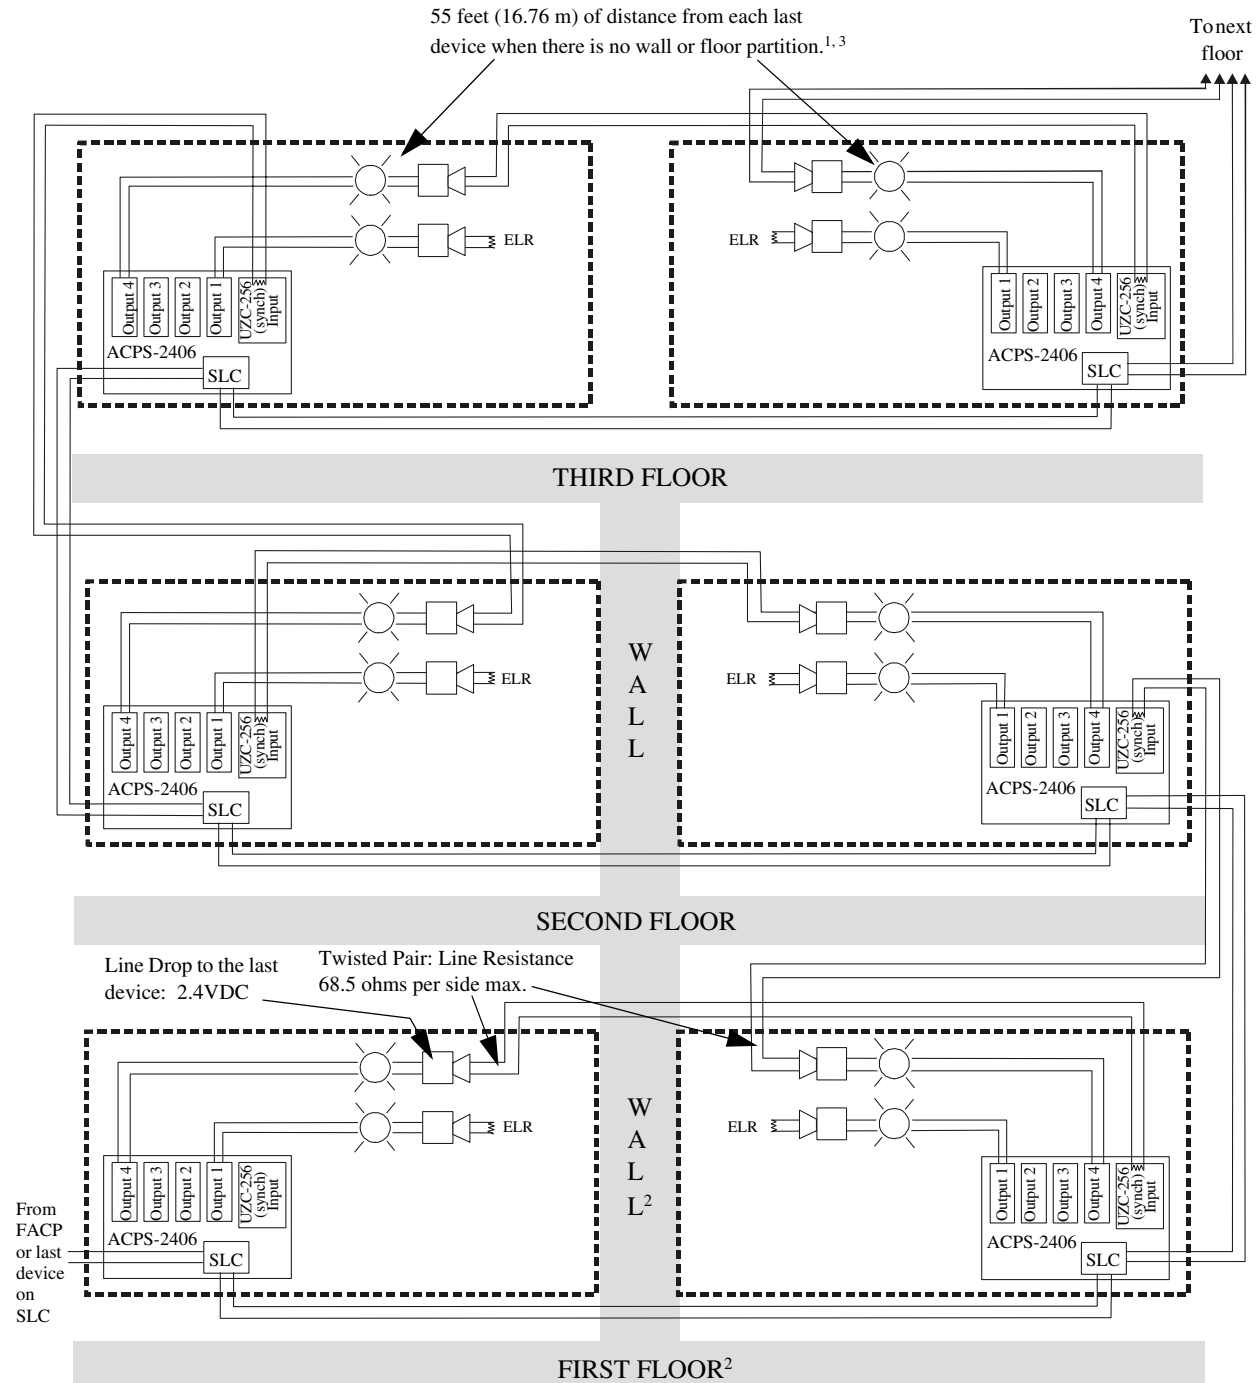 55 feet (16.76 m) of distance from each last
device when there is no wall or floor partition.1, 3
To next
floor
ELR
Output 4
Output 3
Output 2
Output 1
UZC-256
(synch)
Input
ACPS-2406
SLC
ELR
Output 1
Output 2
Output 3
Output 4
UZC-256
(synch)
Input
ACPS-2406
SLC
THIRD FLOOR
ELR
Output 4
Output 3
Output 2
Output 1
UZC-256
(synch)
Input
ACPS-2406
SLC
W
A
L
L
ELR
Output 1
Output 2
Output 3
Output 4
UZC-256
(synch)
Input
ACPS-2406
SLC
SECOND FLOOR
Line Drop to the last
device: 2.4VDC
Twisted Pair: Line Resistance
68.5 ohms per side max.
ELR
Output 4
Output 3
Output 2
Output 1
UZC-256
(synch)
Input
ACPS-2406
SLC
From
FACP
or last
device
on
SLC
W
A
L
L2
ELR
Output 1
Output 2
Output 3
Output 4
UZC-256
(synch)
Input
ACPS-2406
SLC
FIRST FLOOR2